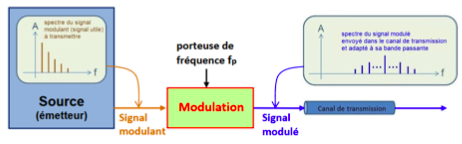 A
spectre du signal
modulant (signal utile)
à transmettre
f
Source
(émetteur)
Signal
modulant
porteuse de
fréquence fP
Modulation
Signal
modulé
A
spectre du signal modulé
envoyé dans le canal de transmission
et adapté à sa bande passante
...
...
f
Canal de transmission